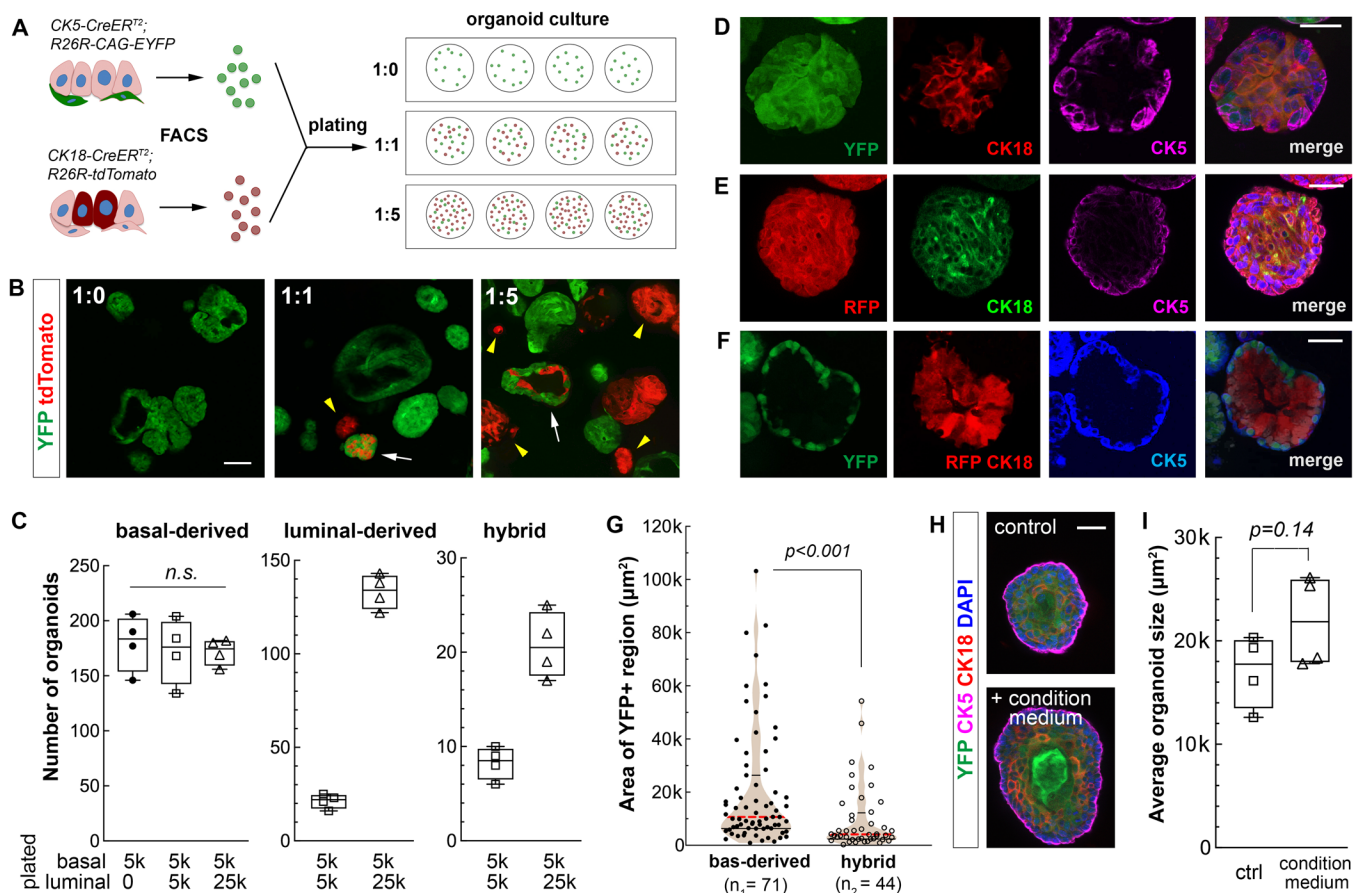 A
CK5-CreERT2;
R26R-CAG-EYFP
FACS
CK18-CreERT2;
R26R-tdTomato
plating
organoid culture
1:0
1:1
1:5
B
YFP tdTomato
1:0
1:1
1:5
C
basal-derived
luminal-derived
hybrid
Number of organoids
250
200
150
100
50
0
n.s.
150
100
50
0
30
20
10
0
plated
basal 5k 5k 5k 5k 5k 5k 5k
luminal 0 5k 25k 5k 25k 5k 25k
D
YFP
CK18
CK5
merge
E
RFP
CK18
CK5
merge
F
YFP
RFP CK18
CK5
merge
G
Area of YFP+ region (μm²)
120k
100k
80k
60k
40k
20k
0
p<0.001
bas-derived
(n1= 71)
hybrid
(n2= 44)
H
YFP CK5 CK18 DAPI
control
+ condition
medium
I
Average organoid size (μm²)
30k
20k
10k
0
p=0.14
ctrl
condition
medium